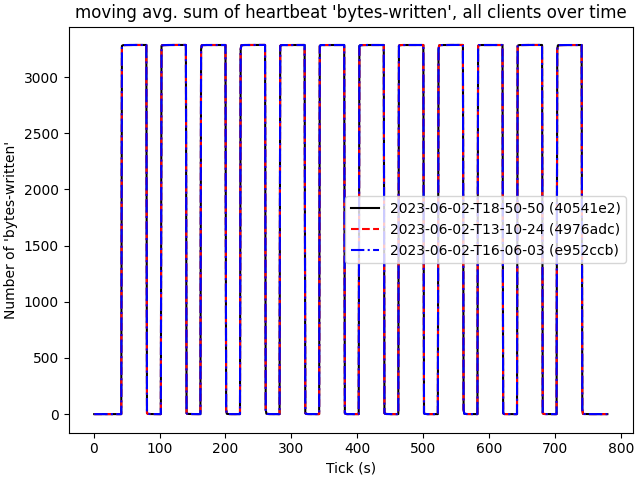 moving avg. sum of heartbeat 'bytes-written', all clients over time
Number of 'bytes-written'
3000
2500
2000
1500
1000
500
0
2023-06-02-T18-50-50 (40541e2)
2023-06-02-T13-10-24 (4976adc)
2023-06-02-T16-06-03 (e952ccb)
0 100 200 300 400 500 600 700 800
Tick (s)